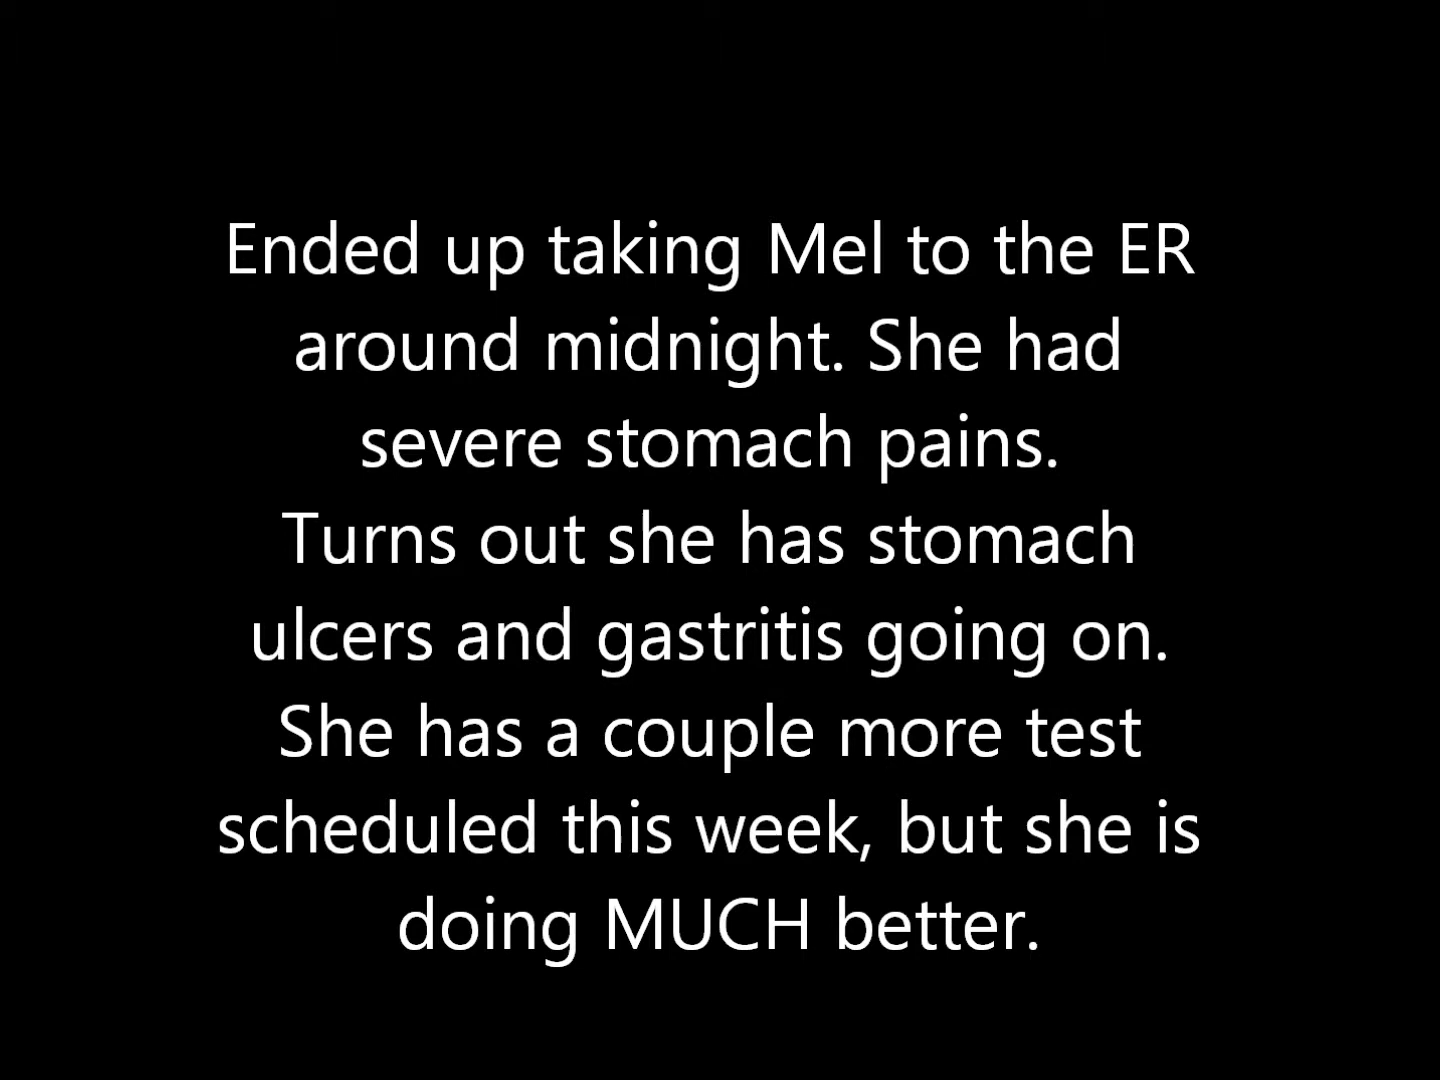 Ended up taking Mel to the ER
around midnight. She had
severe stomach pains.
Turns out she has stomach
ulcers and gastritis going on.
She has a couple more test
scheduled this week, but she is
doing MUCH better.